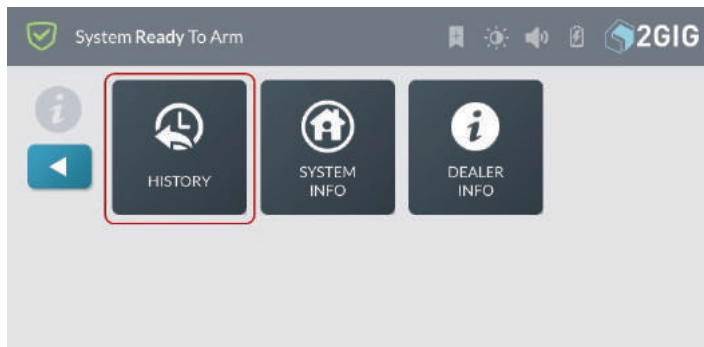 System Ready To Arm
2GIG
HISTORY
SYSTEM
INFO
DEALER
INFO